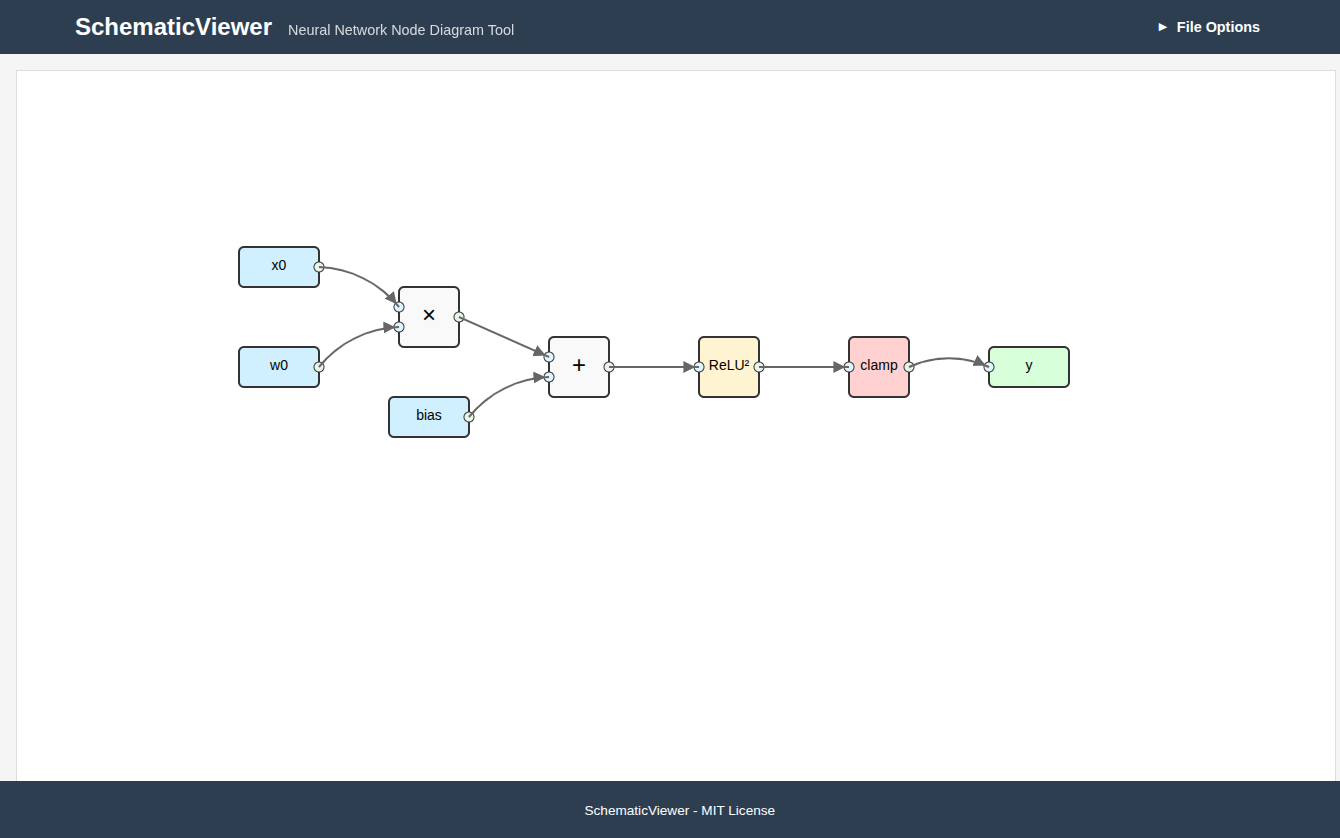 SchematicViewer Neural Network Node Diagram Tool
► File Options
x0
×
w0
+
ReLU²
clamp
y
bias
SchematicViewer - MIT License